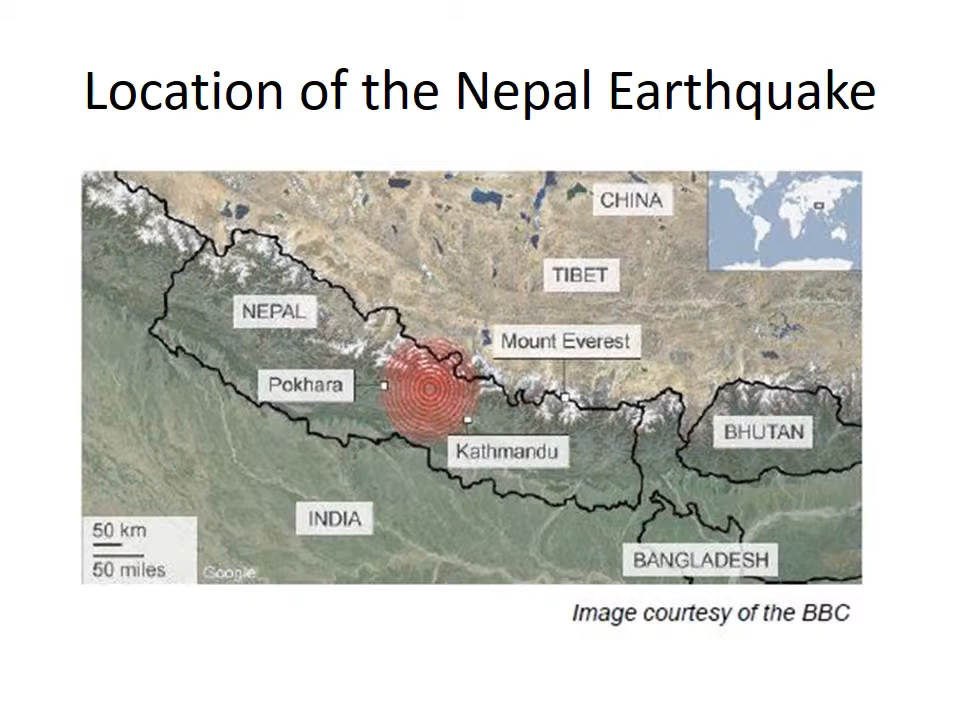 Location of the Nepal Earthquake
CHINA
TIBET
NEPAL
Mount Everest
Pokhara
BHUTAN
Kathmandu
INDIA
50 km
50 miles
Google
BANGLADESH
Image courtesy of the BBC